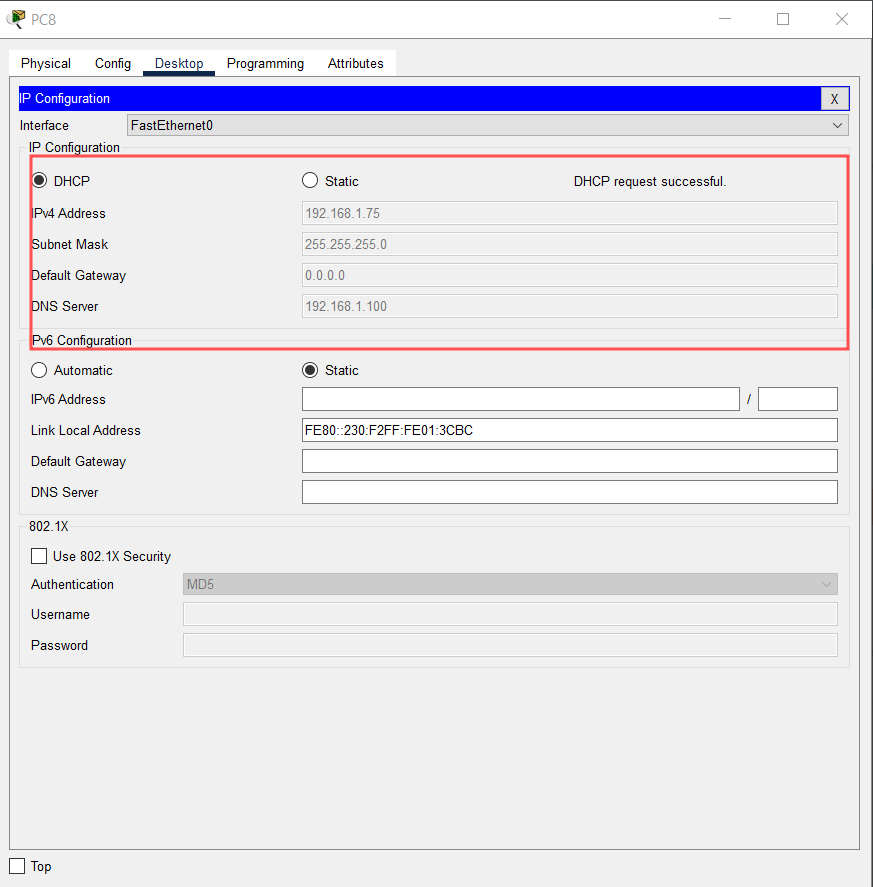 PC8
Physical Config Desktop Programming Attributes
IP Configuration X
Interface FastEthernet0
IP Configuration
DHCP Static DHCP request successful.
IPv4 Address 192.168.1.75
Subnet Mask 255.255.255.0
Default Gateway 0.0.0.0
DNS Server 192.168.1.100
IPv6 Configuration
Automatic Static
IPv6 Address /
Link Local Address FE80::230:F2FF:FE01:3CBC
Default Gateway
DNS Server
802.1X
Use 802.1X Security
Authentication MD5
Username
Password
Top